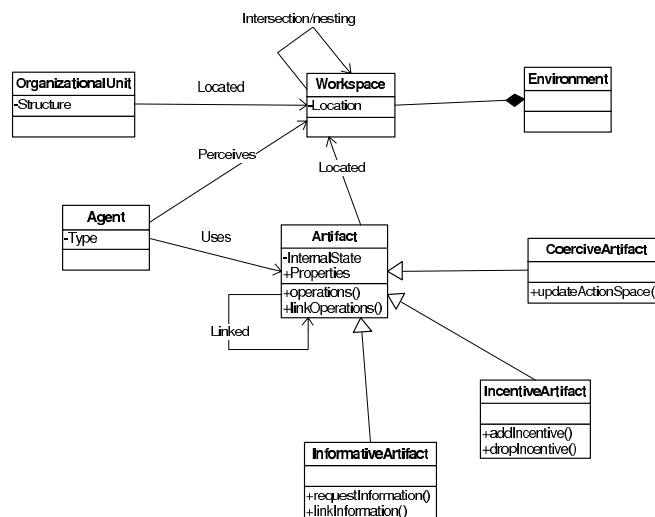 Intersection/nesting
OrganizationalUnit
-Structure
Located
Workspace
-Location
Environment
Perceives
Located
Agent
-Type
Uses
Artifact
-InternalState
+Properties
+operations()
+linkOperations()
Linked
CoerciveArtifact
+updateActionSpace()
IncentiveArtifact
+addIncentive()
+dropIncentive()
InformativeArtifact
+requestInformation()
+linkInformation()